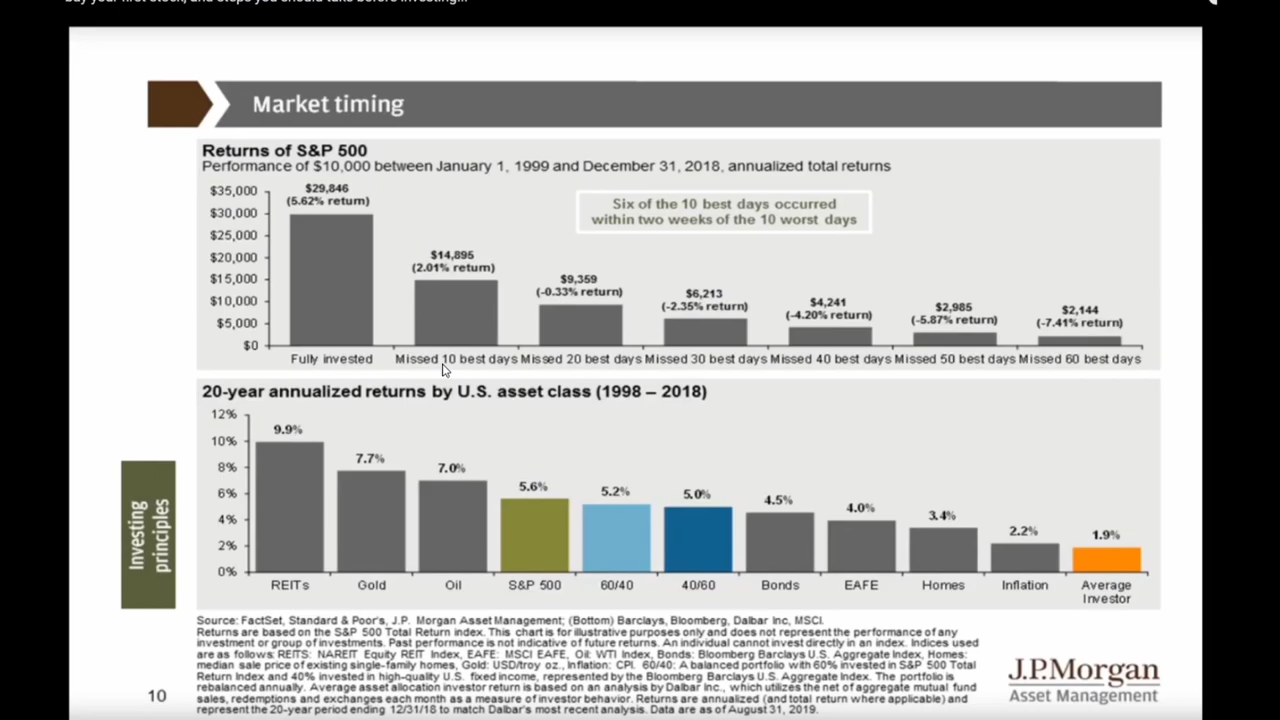 buy your first stock, and steps you should take before investing...
Market timing
Returns of S&P 500
Performance of $10,000 between January 1, 1999 and December 31, 2018, annualized total returns
$35,000
$30,000
$25,000
$20,000
$15,000
$10,000
$5,000
$0
$29,846
(5.62% return)
$14,895
(2.01% return)
$9,359
(-0.33% return)
$6,213
(-2.35% return)
$4,241
(-4.20% return)
$2,985
(-5.87% return)
$2,144
(-7.41% return)
Six of the 10 best days occurred
within two weeks of the 10 worst days
Fully invested Missed 10 best days Missed 20 best days Missed 30 best days Missed 40 best days Missed 50 best days Missed 60 best days
20-year annualized returns by U.S. asset class (1998 – 2018)
12%
10%
8%
6%
4%
2%
0%
9.9% 7.7% 7.0% 5.6% 5.2% 5.0% 4.5% 4.0% 3.4% 2.2% 1.9%
REITs Gold Oil S&P 500 60/40 40/60 Bonds EAFE Homes Inflation Average
Investor
Investing
principles
Source: FactSet, Standard & Poor's, J.P. Morgan Asset Management; (Bottom) Barclays, Bloomberg, Dalbar Inc, MSCI.
Returns are based on the S&P 500 Total Return index. This chart is for illustrative purposes only and does not represent the performance of any
investment or group of investments. Past performance is not indicative of future returns. An individual cannot invest directly in an index. Indices used
are as follows: REITS: NAREIT Equity REIT Index, EAFE: MSCI EAFE, Oil: WTI Index, Bonds: Bloomberg Barclays U.S. Aggregate Index, Homes:
median sale price of existing single-family homes, Gold: USD/troy oz., Inflation: CPI. 60/40: A balanced portfolio with 60% invested in S&P 500 Total
Return Index and 40% invested in high-quality U.S. fixed income, represented by the Bloomberg Barclays U.S. Aggregate Index. The portfolio is
rebalanced annually. Average asset allocation investor return is based on an analysis by Dalbar Inc., which utilizes the net of aggregate mutual fund
sales, redemptions and exchanges each month as a measure of investor behavior. Returns are annualized (and total return where applicable) and
represent the 20-year period ending 12/31/18 to match Dalbar's most recent analysis. Data are as of August 31, 2019.
10
J.P.Morgan
Asset Management